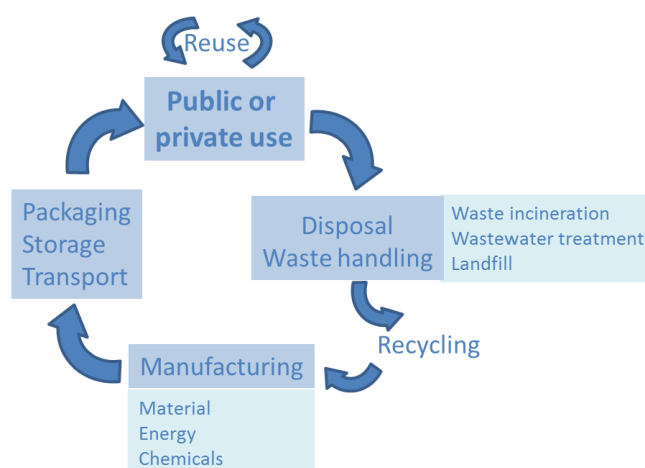 Reuse
Public or
private use
Disposal
Waste handling
Waste incineration
Wastewater treatment
Landfill
Recycling
Manufacturing
Material
Energy
Chemicals
Packaging
Storage
Transport